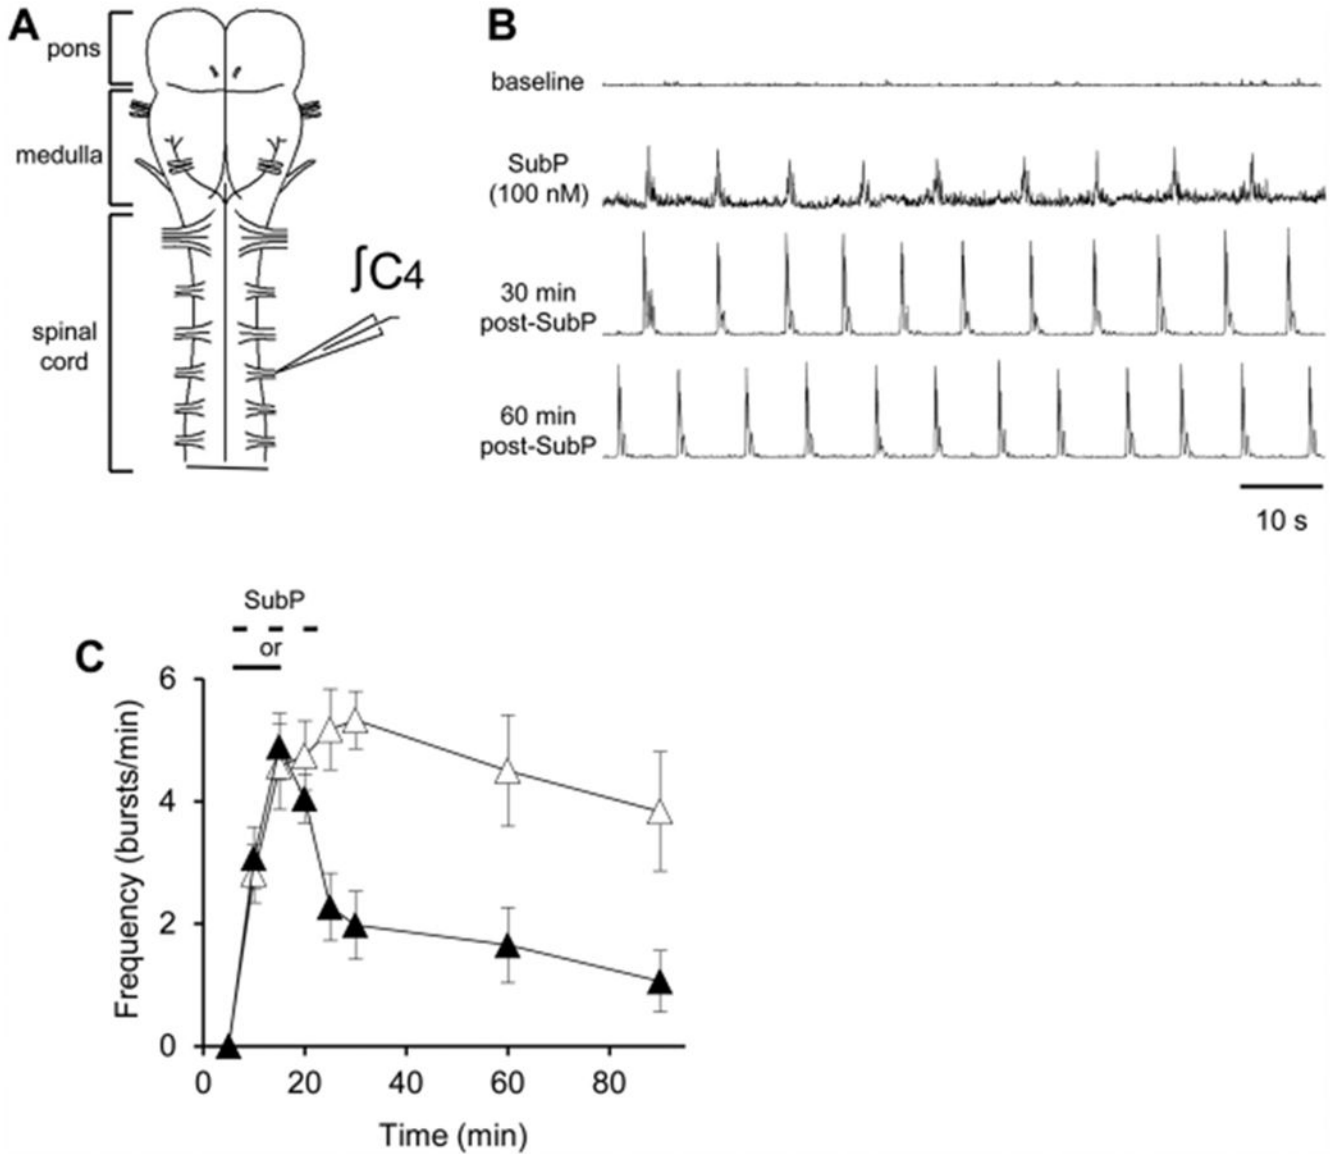 A
pons
medulla
spinal
cord
∫C4
B
baseline
SubP
(100 nM)
30 min
post-SubP
60 min
post-SubP
10 s
C
SubP
or
Frequency (bursts/min)
6
4
2
0
0 20 40 60 80
Time (min)